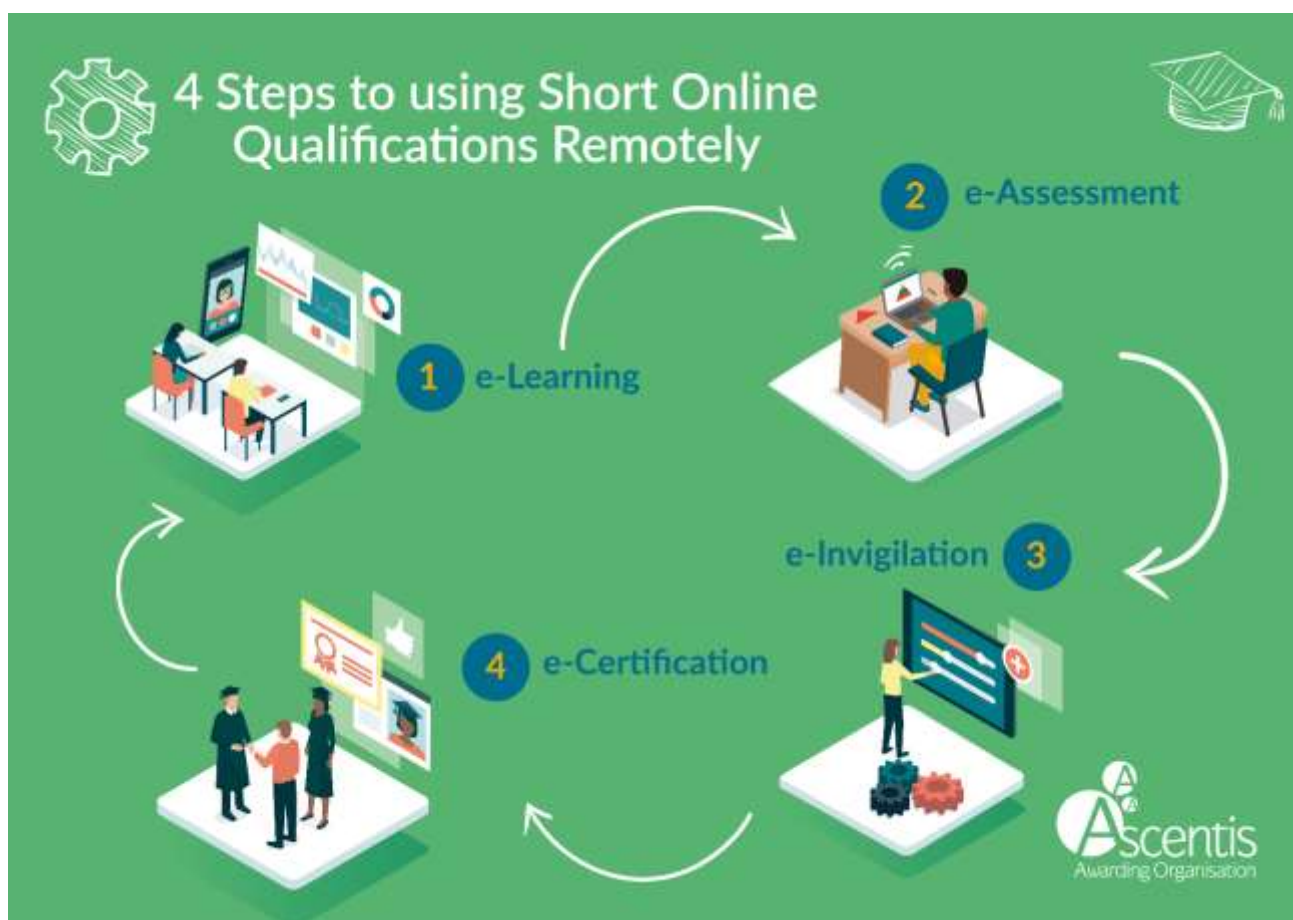 4 Steps to using Short Online
Qualifications Remotely
1 e-Learning
2 e-Assessment
e-Invigilation 3
4 e-Certification
A
A
Ascentis
Awarding Organisation